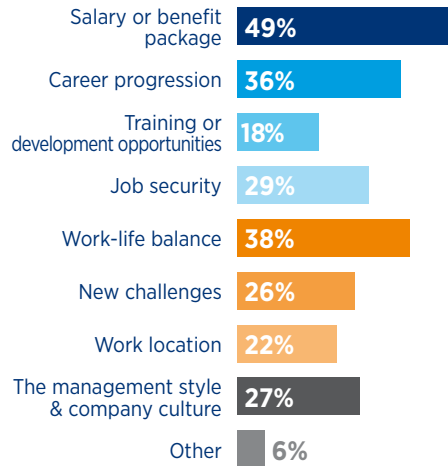 Salary or benefit
package
49%
Career progression
36%
Training or
development opportunities
18%
Job security
29%
Work-life balance
38%
New challenges
26%
Work location
22%
The management style
& company culture
27%
Other
6%